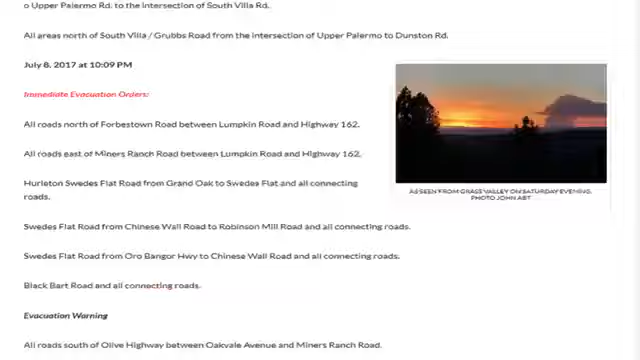 o Upper Palermo Rd. to the intersection of South Villa Rd.
All areas north of South Villa / Grubbs Road from the intersection of Upper Palermo to Dunston Rd.
July 8, 2017 at 10:09 PM
Immediate Evacuation Orders:
All roads north of Forbestown Road between Lumpkin Road and Highway 162.
All roads east of Miners Ranch Road between Lumpkin Road and Highway 162.
Hurleton Swedes Flat Road from Grand Oak to Swedes Flat and all connecting
roads.
AS SEEN FROM GRASS VALLEY ON SATURDAY EVENING.
PHOTO JOHN ABT
Swedes Flat Road from Chinese Wall Road to Robinson Mill Road and all connecting roads.
Swedes Flat Road from Oro Bangor Hwy to Chinese Wall Road and all connecting roads.
Black Bart Road and all connecting roads.
Evacuation Warning
All roads south of Olive Highway between Oakvale Avenue and Miners Ranch Road.